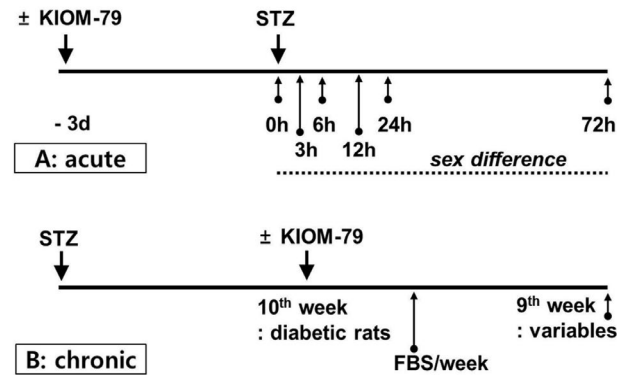 ± KIOM-79 STZ
- 3d 0h 6h 24h 72h
3h 12h
A: acute sex difference
STZ ± KIOM-79
10th week 9th week
: diabetic rats : variables
B: chronic FBS/week